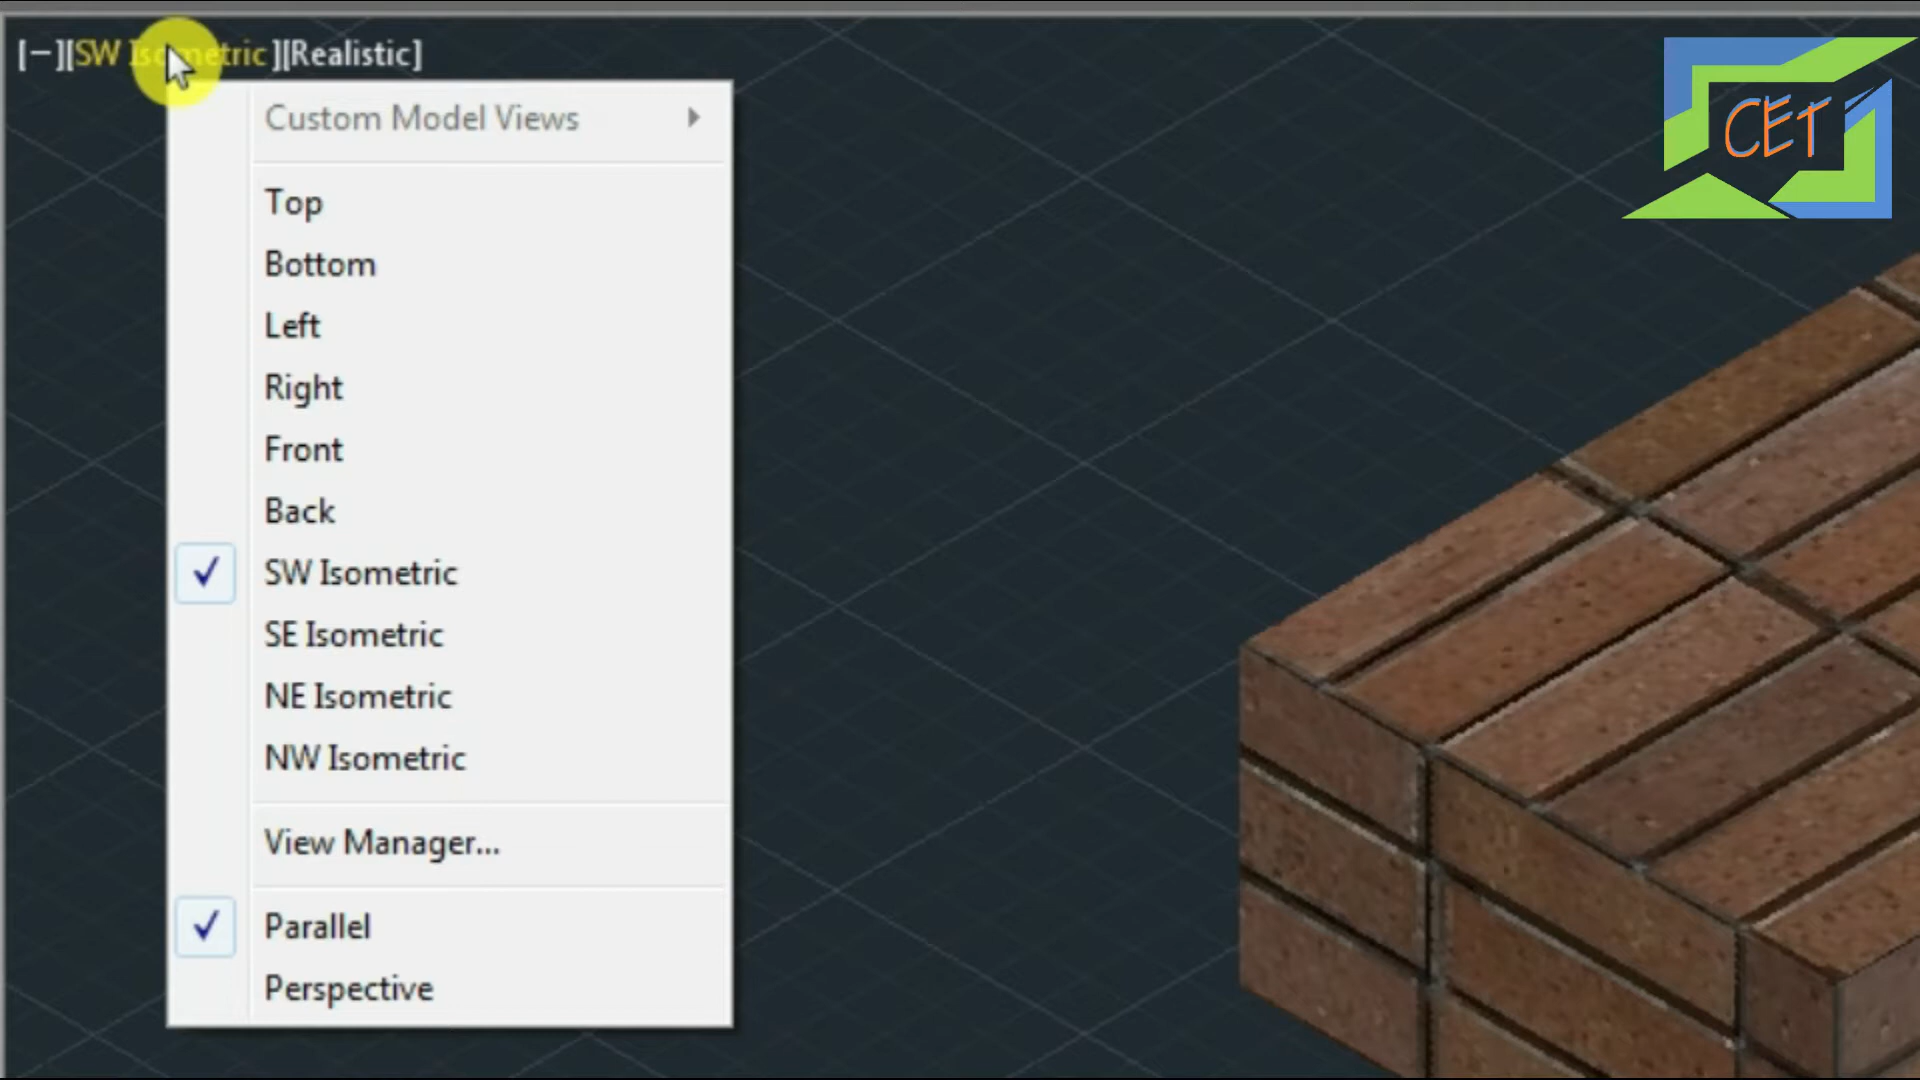 [−][SW Isometric][Realistic]
CET
Custom Model Views
Top
Bottom
Left
Right
Front
Back
SW Isometric
SE Isometric
NE Isometric
NW Isometric
View Manager...
Parallel
Perspective